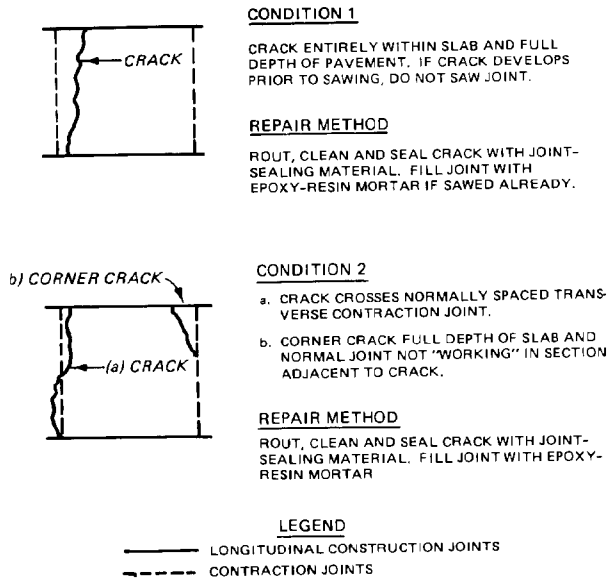 CONDITION 1
CRACK
CRACK ENTIRELY WITHIN SLAB AND FULL
DEPTH OF PAVEMENT. IF CRACK DEVELOPS
PRIOR TO SAWING, DO NOT SAW JOINT.
REPAIR METHOD
ROUT, CLEAN AND SEAL CRACK WITH JOINT-
SEALING MATERIAL. FILL JOINT WITH
EPOXY-RESIN MORTAR IF SAWED ALREADY.
b) CORNER CRACK
(a) CRACK
CONDITION 2
a. CRACK CROSSES NORMALLY SPACED TRANS-
VERSE CONTRACTION JOINT.
b. CORNER CRACK FULL DEPTH OF SLAB AND
NORMAL JOINT NOT "WORKING" IN SECTION
ADJACENT TO CRACK.
REPAIR METHOD
ROUT, CLEAN AND SEAL CRACK WITH JOINT-
SEALING MATERIAL. FILL JOINT WITH EPOXY-
RESIN MORTAR
LEGEND
LONGITUDINAL CONSTRUCTION JOINTS
CONTRACTION JOINTS